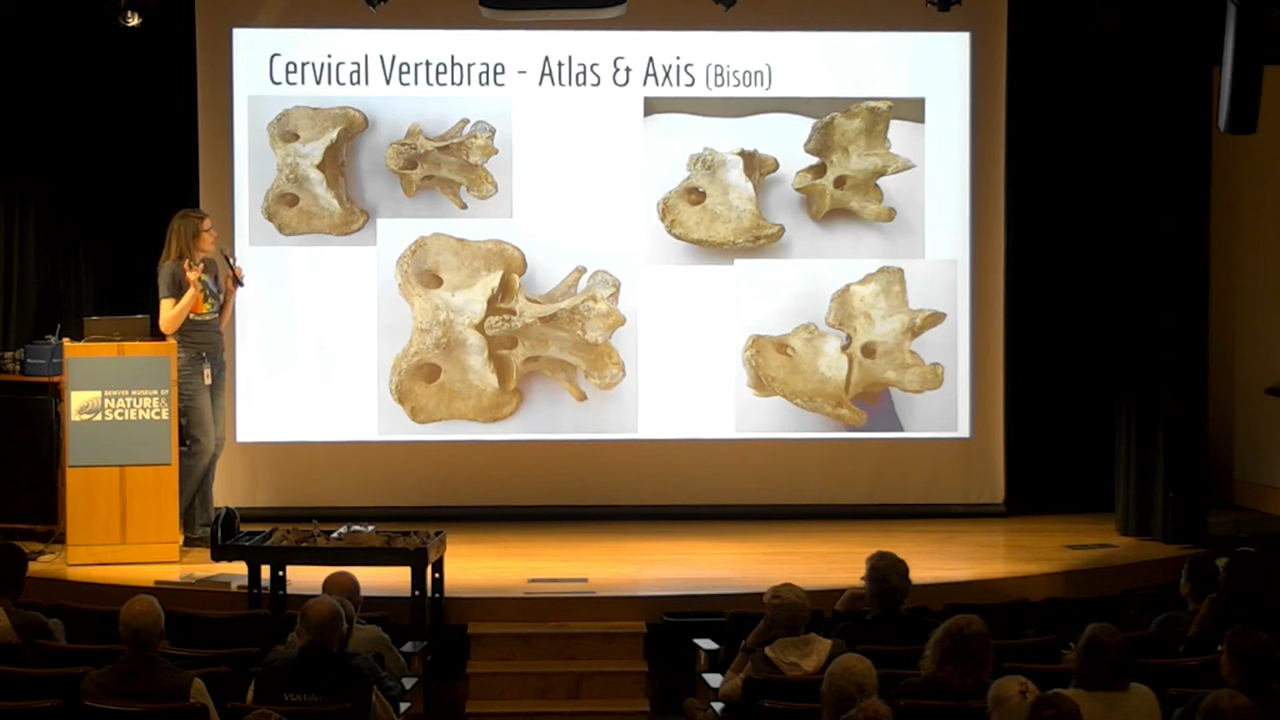 Cervical Vertebrae - Atlas & Axis (Bison)
DENVER MUSEUM OF
NATURE &
SCIENCE